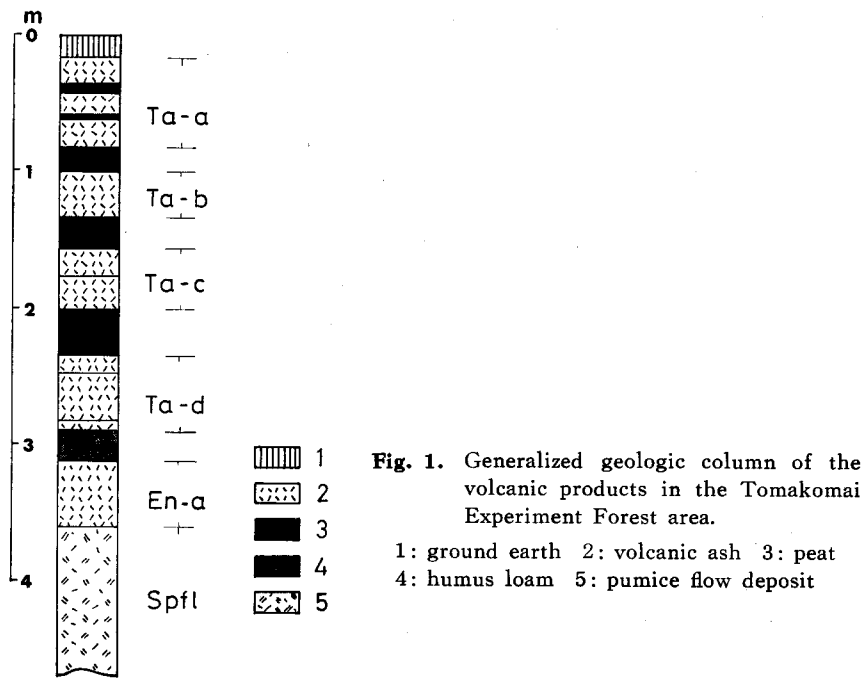 m
0
Ta-a
1
Ta-b
Ta-c
2
Ta-d
3
En-a
4
Spfl
1
2
3
4
5
Fig. 1. Generalized geologic column of the
volcanic products in the Tomakomai
Experiment Forest area.
1: ground earth 2: volcanic ash 3: peat
4: humus loam 5: pumice flow deposit